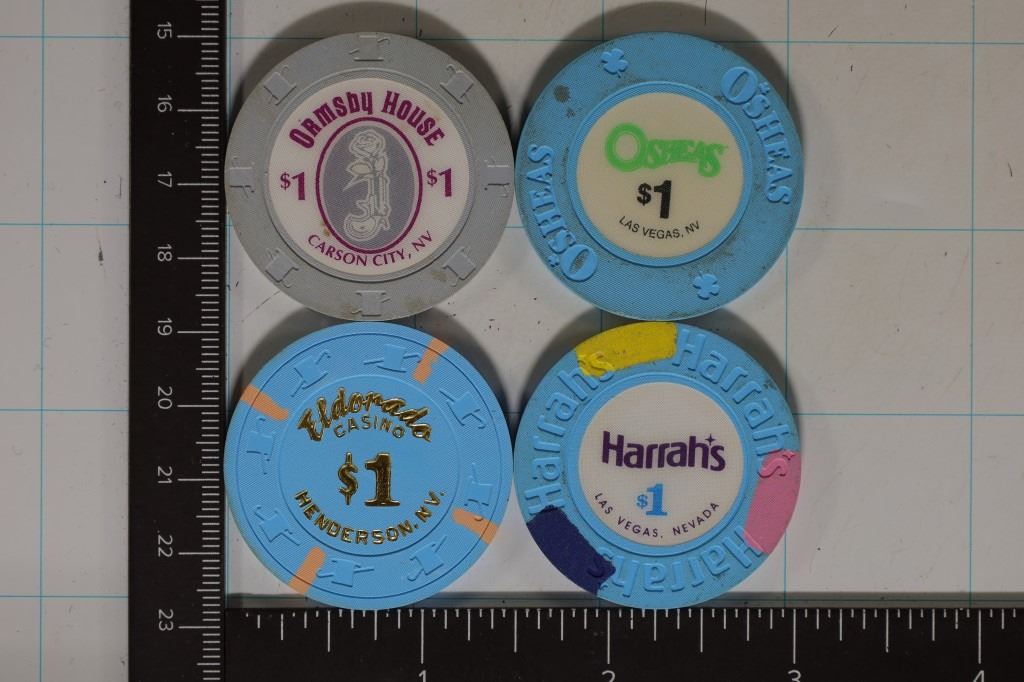 15
16
17
18
19
20
21
22
23
Ormsby House
$1 $1
CARSON CITY, NV
O'SHEAS
O'SHEAS
OSHEAS
$1
LAS VEGAS, NV
Eldorado
CASINO
$1
HENDERSON, NV.
Harrah's
Harrah's
Harrah's
Harrah's
Harrah's
$1
LAS VEGAS, NEVADA
1
2
3
4